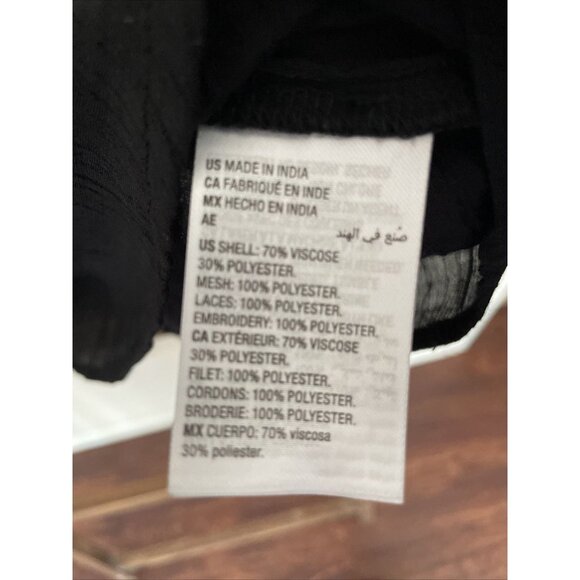 US MADE IN INDIA
CA FABRIQUÉ EN INDE
MX HECHO EN INDIA
AE صُنع في الهند
US SHELL: 70% VISCOSE
30% POLYESTER.
MESH: 100% POLYESTER.
LACES: 100% POLYESTER.
EMBROIDERY: 100% POLYESTER.
CA EXTÉRIEUR: 70% VISCOSE
30% POLYESTER.
FILET: 100% POLYESTER.
CORDONS: 100% POLYESTER.
BRODERIE: 100% POLYESTER.
MX CUERPO: 70% viscosa
30% poliester.